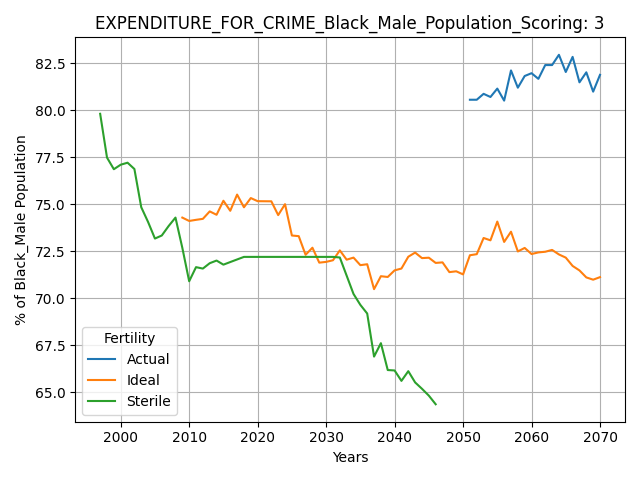 EXPENDITURE_FOR_CRIME_Black_Male_Population_Scoring: 3
% of Black_Male Population
82.5
80.0
77.5
75.0
72.5
70.0
67.5
65.0
Fertility
Actual
Ideal
Sterile
2000 2010 2020 2030 2040 2050 2060 2070
Years